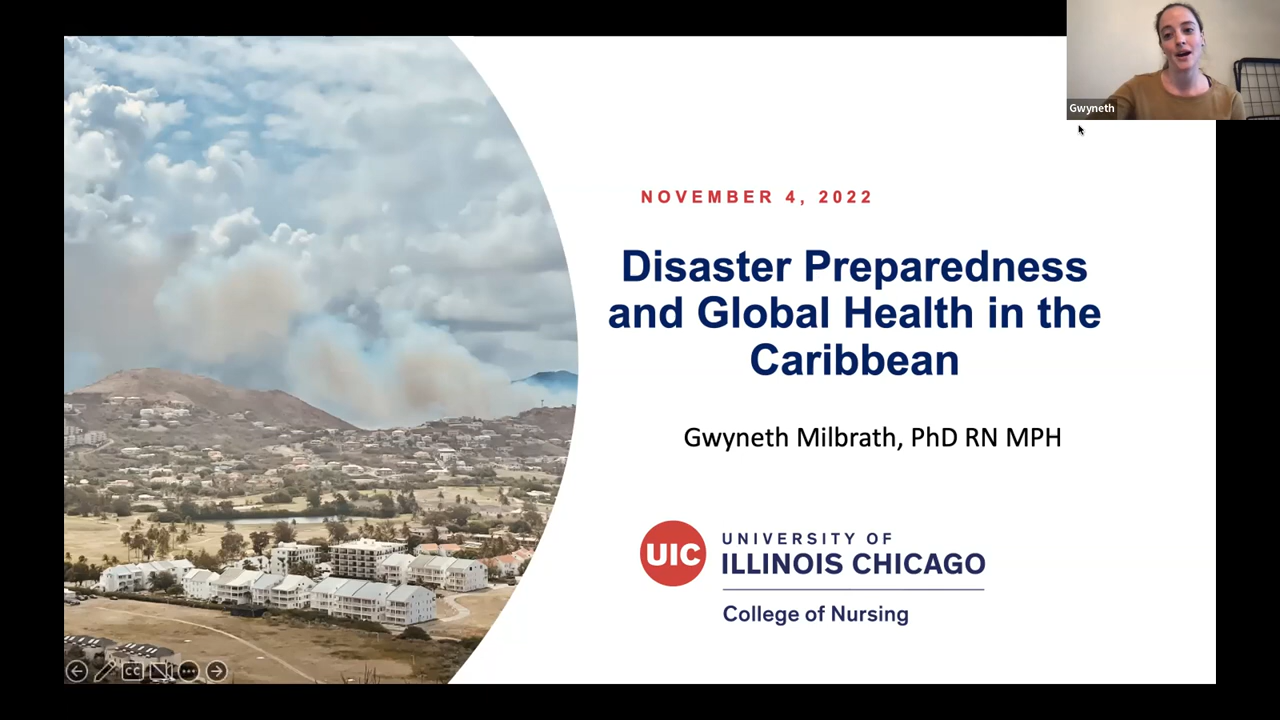 Gwyneth
NOVEMBER 4, 2022
Disaster Preparedness
and Global Health in the
Caribbean
Gwyneth Milbrath, PhD RN MPH
UIC
UNIVERSITY OF
ILLINOIS CHICAGO
College of Nursing
CC